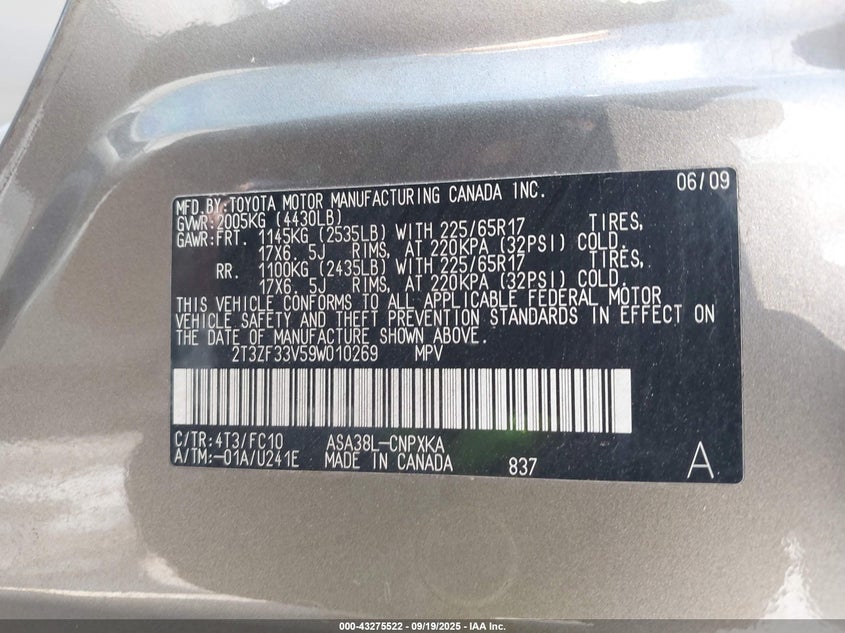 MFD.BY:TOYOTA MOTOR MANUFACTURING CANADA INC. 06/09
GVWR:2005KG (4430LB)
GAWR:FRT. 1145KG (2535LB) WITH 225/65R17 TIRES,
17X6. 5J RIMS, AT 220KPA (32PSI) COLD.
RR. 1100KG (2435LB) WITH 225/65R17 TIRES,
17X6. 5J RIMS, AT 220KPA (32PSI) COLD.
THIS VEHICLE CONFORMS TO ALL APPLICABLE FEDERAL MOTOR
VEHICLE SAFETY AND THEFT PREVENTION STANDARDS IN EFFECT ON
THE DATE OF MANUFACTURE SHOWN ABOVE.
2T3ZF33V59W010269 MPV
C/TR:4T3/FC10 ASA38L-CNPXKA
A/TM:-01A/U241E MADE IN CANADA 837 A
000-43275522 - 09/19/2025 - IAA Inc.